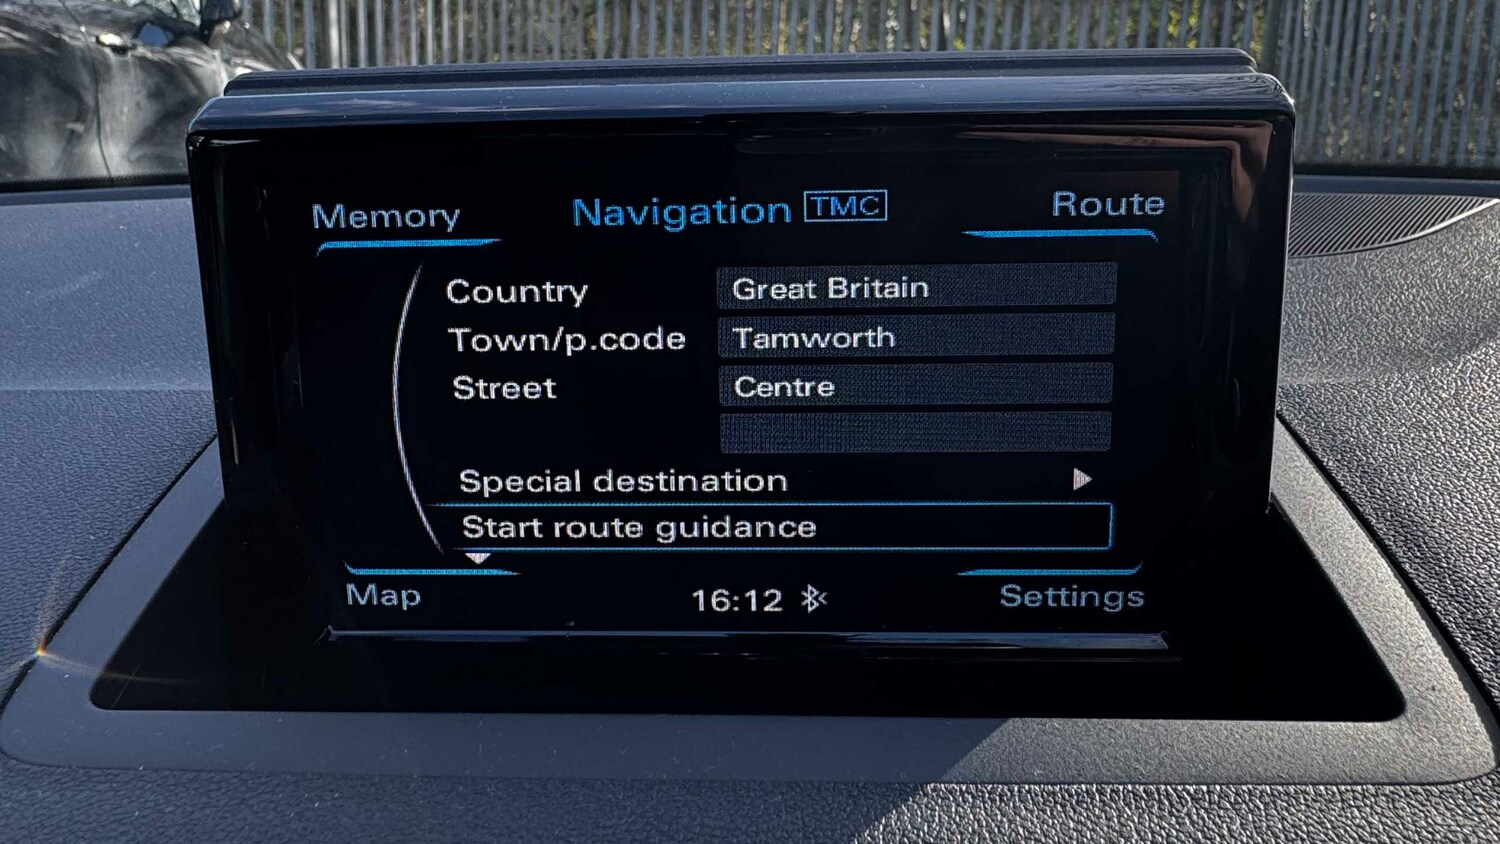 Memory Navigation TMC Route
Country Great Britain
Town/p.code Tamworth
Street Centre
Special destination
Start route guidance
Map 16:12 Settings